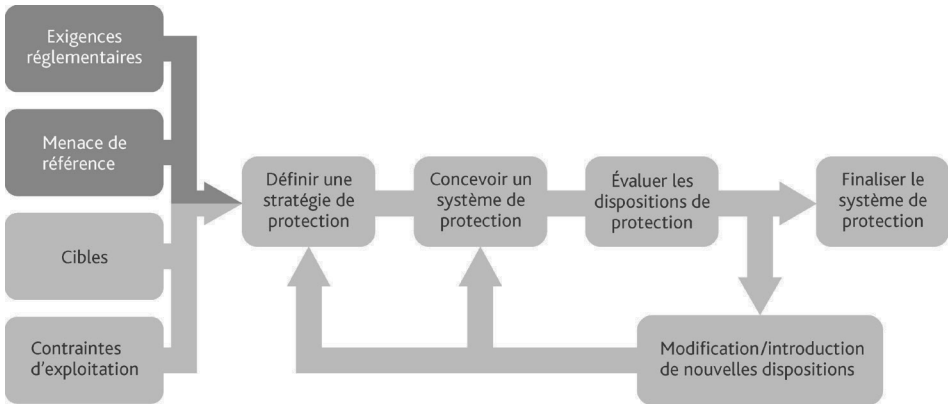 Exigences
réglementaires
Menace de
référence
Cibles
Contraintes
d'exploitation
Définir une
stratégie de
protection
Concevoir un
système de
protection
Évaluer les
dispositions de
protection
Finaliser le
système de
protection
Modification/introduction
de nouvelles dispositions